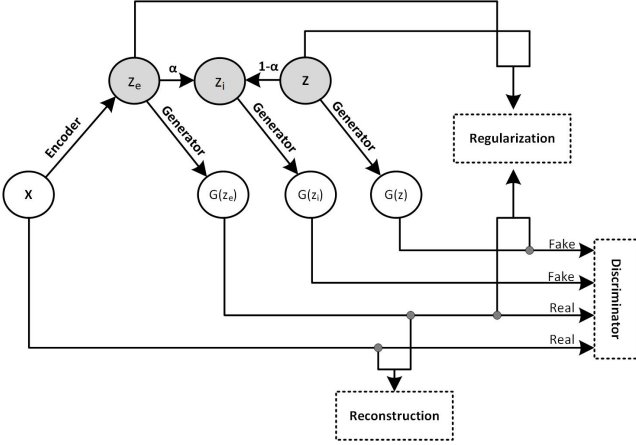 α
1-α
Ze
Zi
Z
Encoder
Generator
Generator
Generator
Regularization
X
G(ze)
G(zi)
G(z)
Fake
Fake
Real
Real
Discriminator
Reconstruction